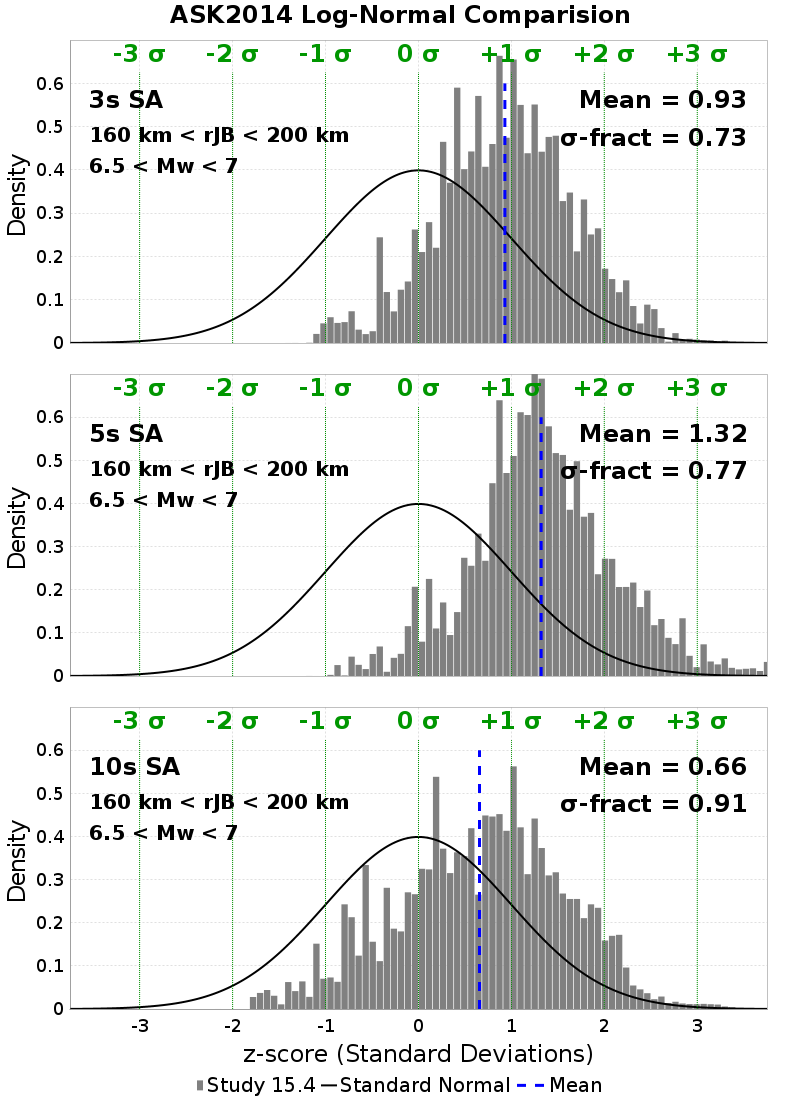 ASK2014 Log-Normal Comparision
-3 σ -2 σ -1 σ 0 σ +1 σ +2 σ +3 σ
3s SA
160 km < rJB < 200 km
6.5 < Mw < 7
Mean = 0.93
σ-fract = 0.73
Density
0.6
0.5
0.4
0.3
0.2
0.1
0
-3 σ -2 σ -1 σ 0 σ +1 σ +2 σ +3 σ
5s SA
160 km < rJB < 200 km
6.5 < Mw < 7
Mean = 1.32
σ-fract = 0.77
Density
0.6
0.5
0.4
0.3
0.2
0.1
0
-3 σ -2 σ -1 σ 0 σ +1 σ +2 σ +3 σ
10s SA
160 km < rJB < 200 km
6.5 < Mw < 7
Mean = 0.66
σ-fract = 0.91
Density
0.6
0.5
0.4
0.3
0.2
0.1
0
-3 -2 -1 0 1 2 3
z-score (Standard Deviations)
Study 15.4 Standard Normal Mean